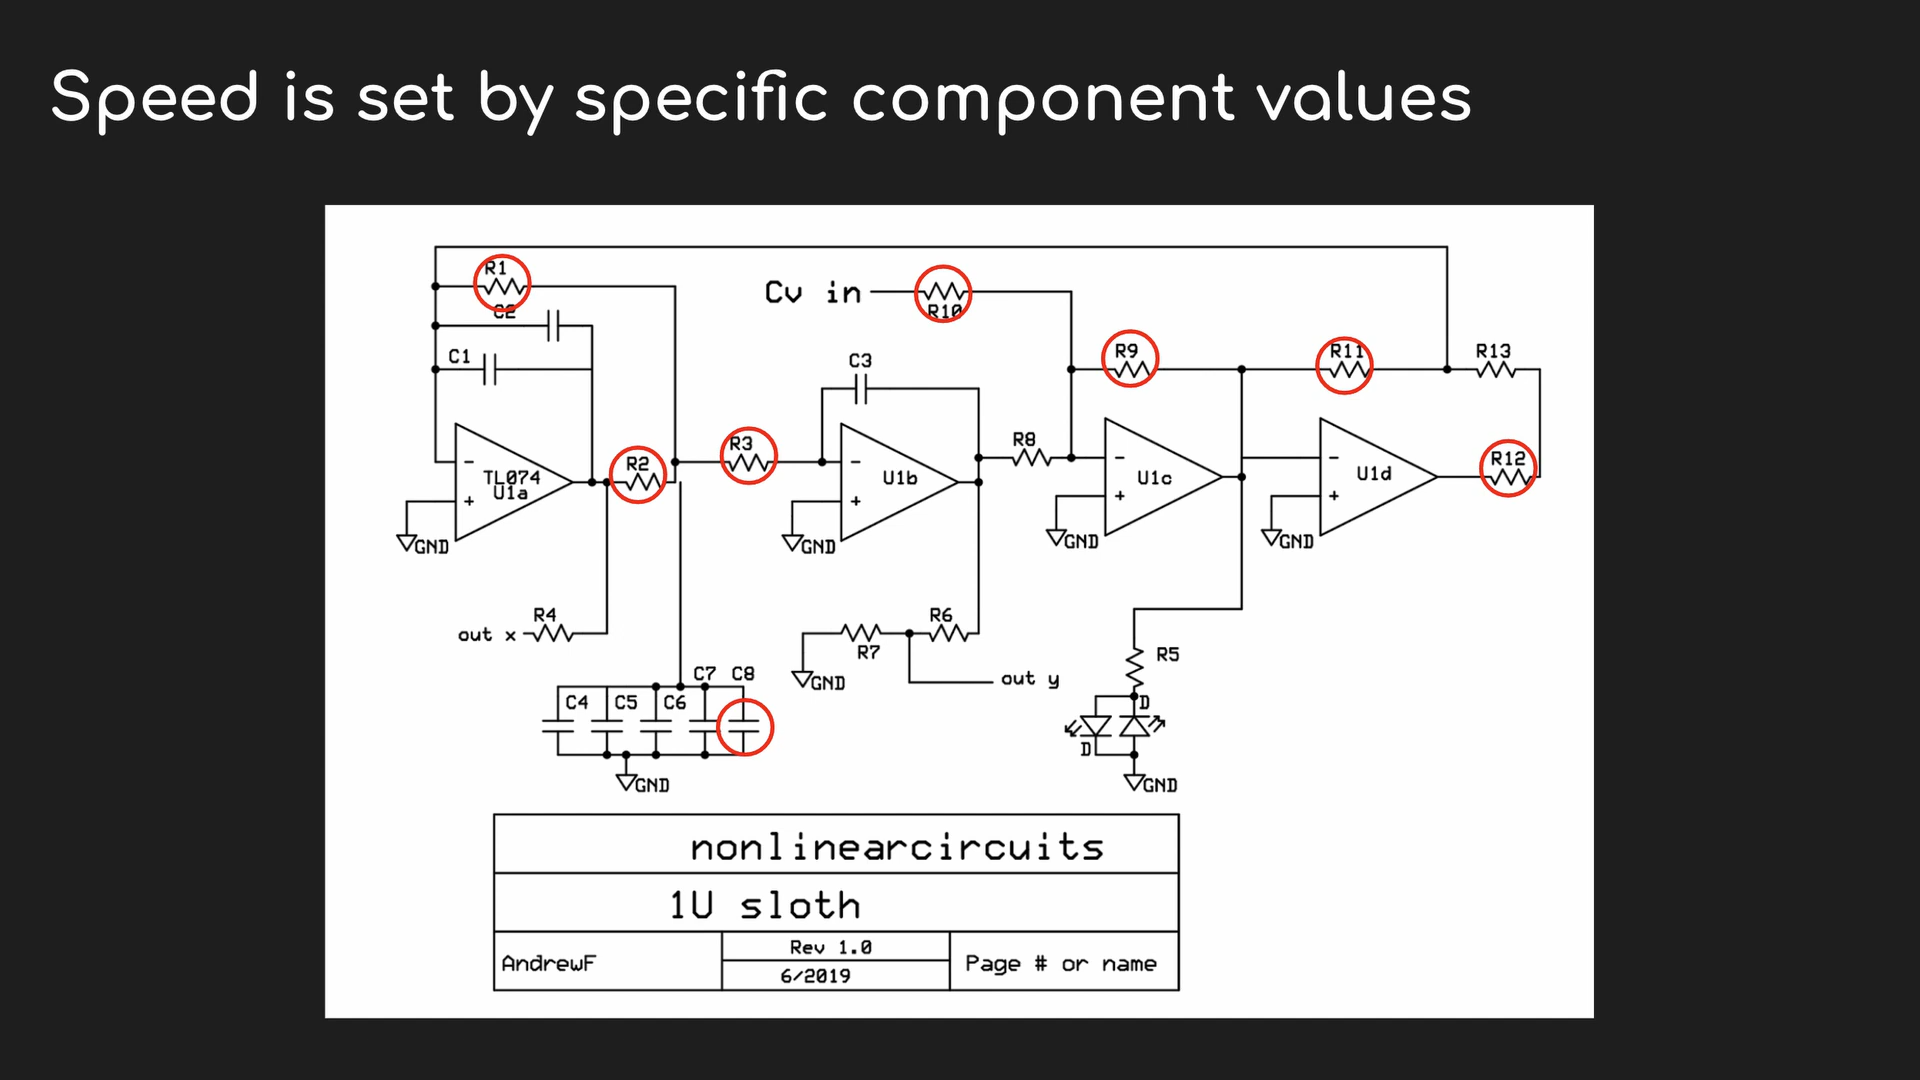 Speed is set by specific component values
R1
C2
C1
Cv in
R10
C3
R9
R11
R13
R2
R3
R8
R12
TL074
U1a
U1b
U1c
U1d
-
+
-
+
-
+
-
+
GND
GND
GND
GND
out x
R4
R6
R7
GND
out y
R5
C4
C5
C6
C7
C8
D
D
GND
GND
nonlinearcircuits
1U sloth
AndrewF
Rev 1.0
6/2019
Page # or name